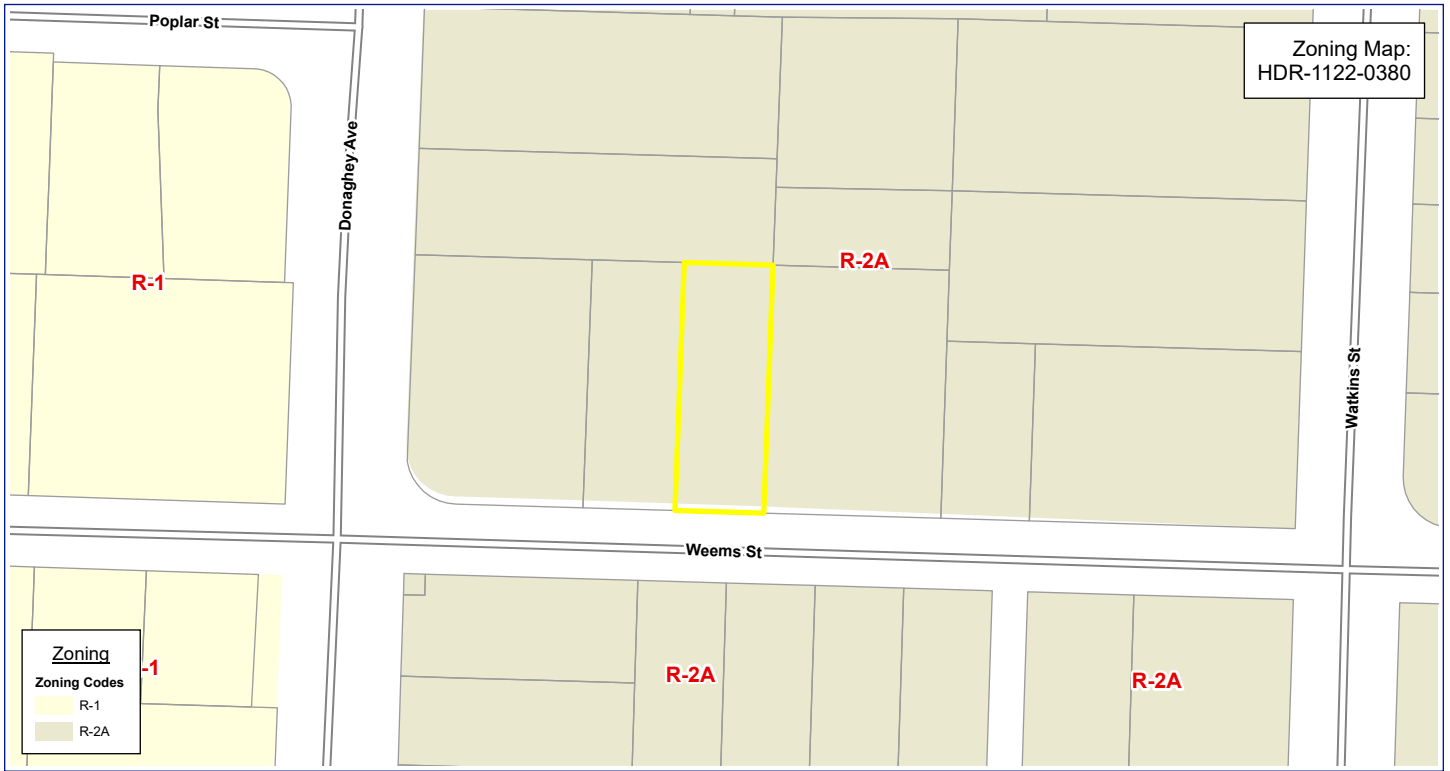 Poplar St
Zoning Map:
HDR-1122-0380
Donaghey Ave
R-1
R-2A
Watkins St
Weems St
R-2A
R-2A
-1
Zoning
Zoning Codes
R-1
R-2A